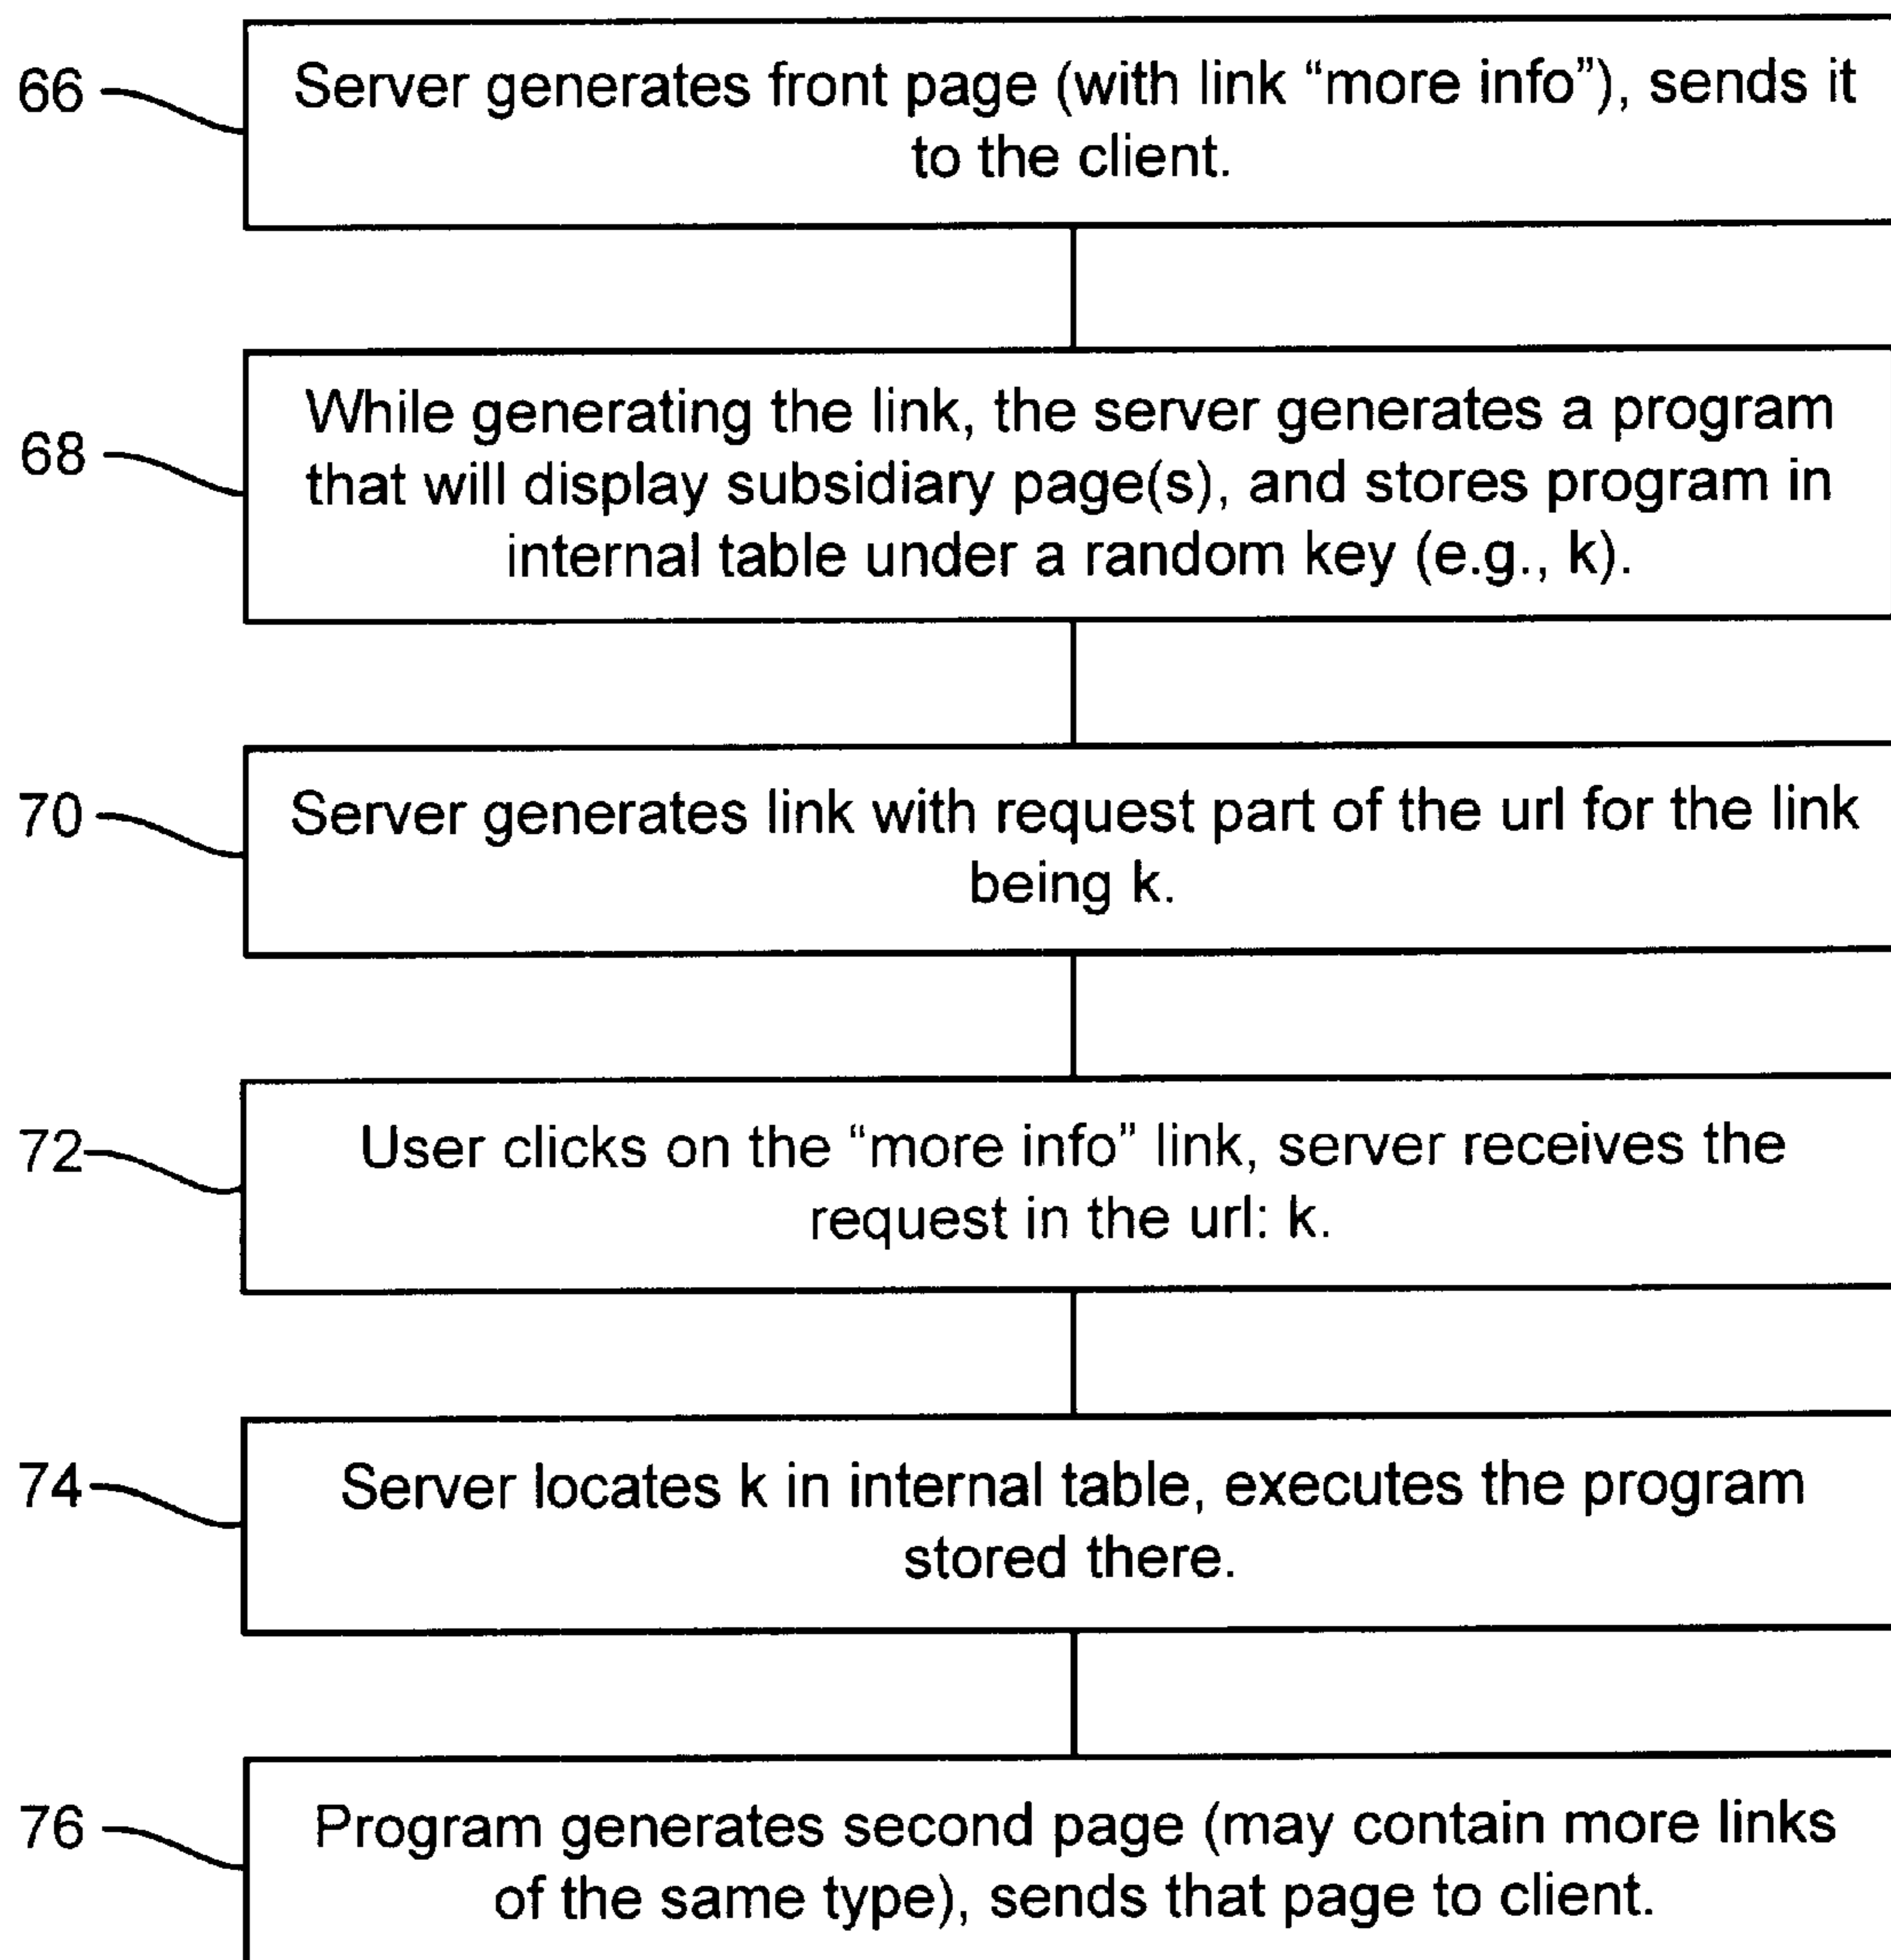 66
Server generates front page (with link “more info”), sends it
to the client.
68
While generating the link, the server generates a program
that will display subsidiary page(s), and stores program in
internal table under a random key (e.g., k).
70
Server generates link with request part of the url for the link
being k.
72
User clicks on the “more info” link, server receives the
request in the url: k.
74
Server locates k in internal table, executes the program
stored there.
76
Program generates second page (may contain more links
of the same type), sends that page to client.